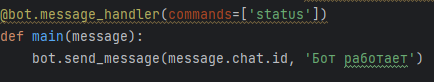 @bot.message_handler(commands=['status'])
def main(message):
    bot.send_message(message.chat.id, 'Бот работает')